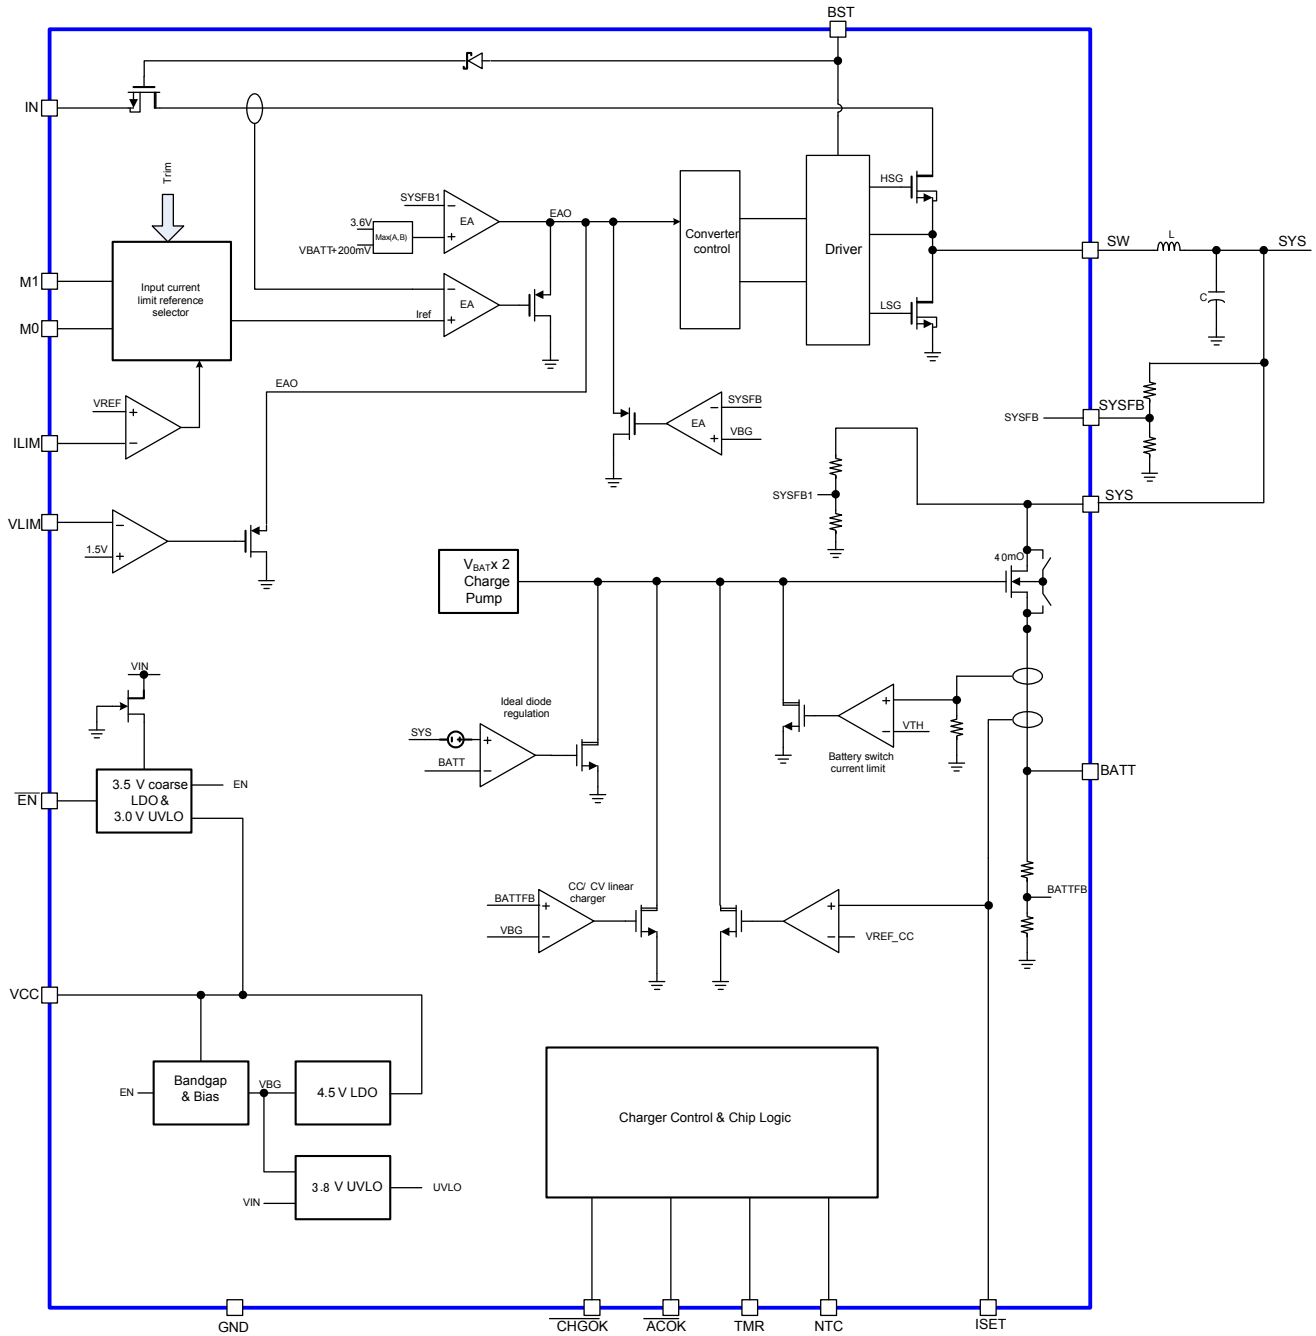 BST
IN
Trim
HSG
SYSFB1
EA
EAO
3.6V
Max(A,B)
VBATT+200mV
Converter
control
Driver
SW
L
SYS
M1
Input current
limit reference
selector
M0
Iref
EA
LSG
C
EAO
VREF
ILIM
SYSFB
EA
VBG
SYSFB
SYSFB
SYSFB1
SYS
VLIM
1.5V
40mO
VBAT x 2
Charge
Pump
VIN
Ideal diode
regulation
SYS
BATT
VTH
Battery switch
current limit
BATT
EN
3.5 V coarse
LDO &
3.0 V UVLO
EN
CC/ CV linear
charger
BATTFB
VBG
VREF_CC
BATTFB
VCC
EN
Bandgap
& Bias
VBG
4.5 V LDO
3.8 V UVLO
VIN
UVLO
Charger Control & Chip Logic
GND
CHGOK
ACOK
TMR
NTC
ISET